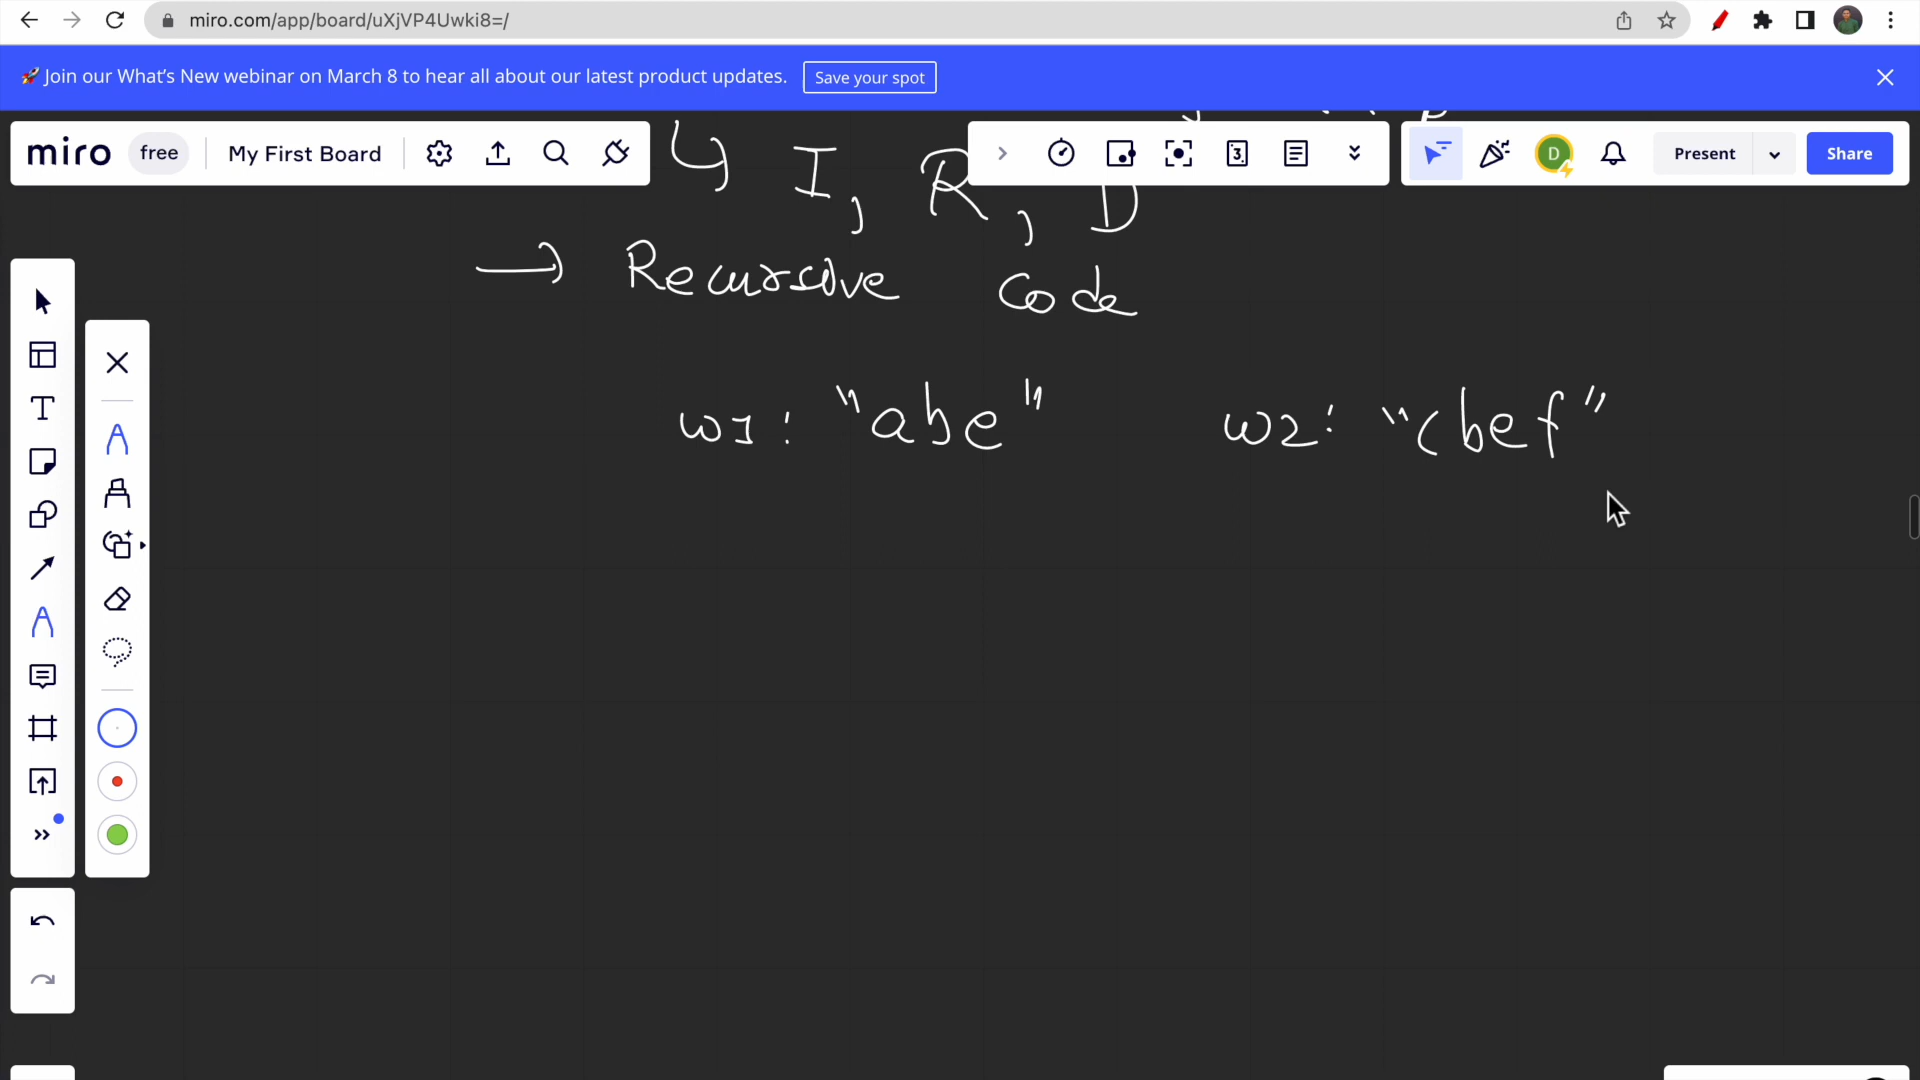 miro.com/app/board/uXjVP4Uwki8=/
🚀 Join our What's New webinar on March 8 to hear all about our latest product updates. Save your spot
miro free My First Board 3 D Present Share
I, R, D
→ Recursive Code
w1: "abe" w2: "cbef"